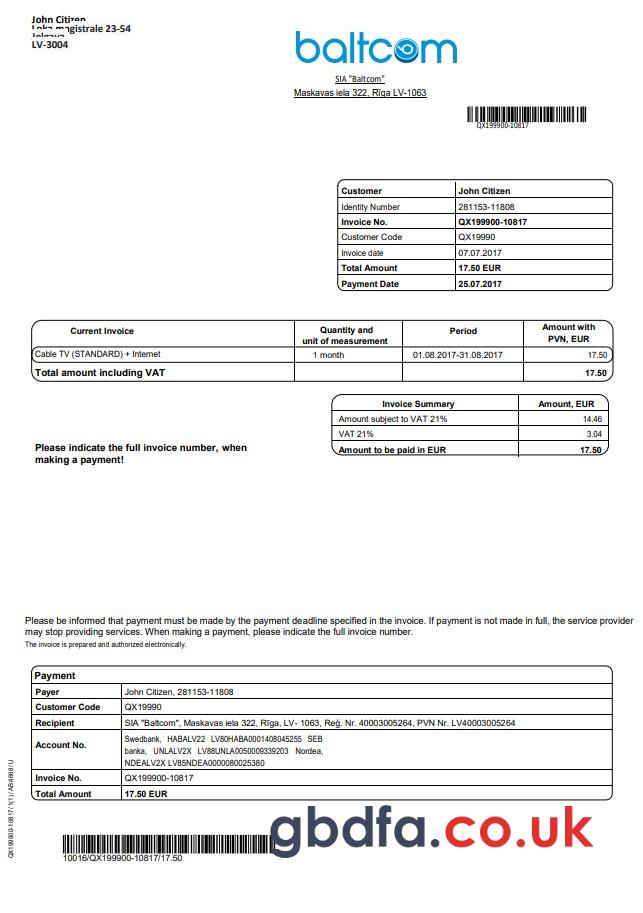 John Citizen
Loka magistrale 23-54
Jelgava
LV-3004
baltcom
SIA "Baltcom"
Maskavas iela 322, Rīga LV-1063
QX199900-10817
Customer John Citizen
Identity Number 281153-11808
Invoice No. QX199900-10817
Customer Code QX19990
Invoice date 07.07.2017
Total Amount 17.50 EUR
Payment Date 25.07.2017
Current Invoice Quantity and unit of measurement Period Amount with PVN, EUR
Cable TV (STANDARD) + Internet 1 month 01.08.2017-31.08.2017 17.50
Total amount including VAT 17.50
Invoice Summary Amount, EUR
Amount subject to VAT 21% 14.46
VAT 21% 3.04
Amount to be paid in EUR 17.50
Please indicate the full invoice number, when
making a payment!
Please be informed that payment must be made by the payment deadline specified in the invoice. If payment is not made in full, the service provider
may stop providing services. When making a payment, please indicate the full invoice number.
The invoice is prepared and authorized electronically.
Payment
Payer John Citizen, 281153-11808
Customer Code QX19990
Recipient SIA "Baltcom", Maskavas iela 322, Rīga, LV- 1063, Reģ. Nr. 40003005264, PVN Nr. LV40003005264
Account No. Swedbank, HABALV22 LV80HABA0001408045255 SEB
banka, UNLALV2X LV88UNLA0050009339203 Nordea,
NDEALV2X LV85NDEA0000080025380
Invoice No. QX199900-10817
Total Amount 17.50 EUR
QX199900-10817/ 1(1) / AB4668/ U
gbdfa.co.uk
10016/QX199900-10817/17.50